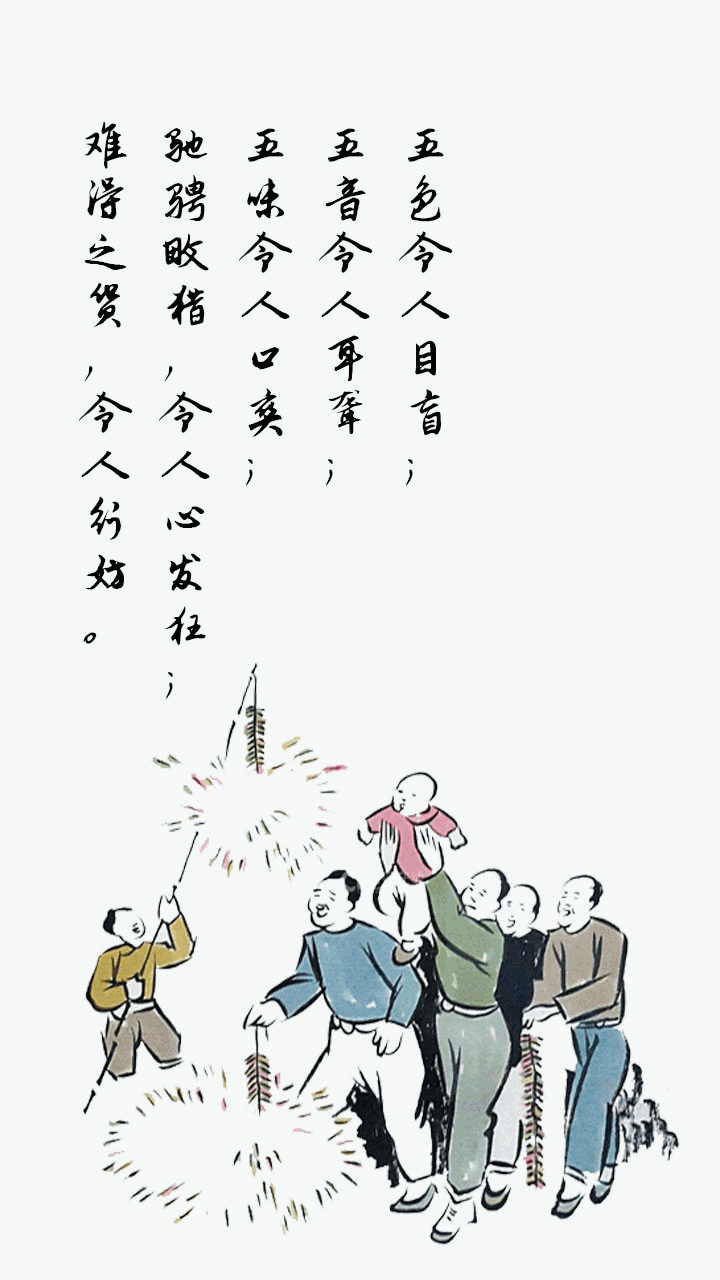 五色令人目盲；
五音令人耳聋；
五味令人口爽；
驰骋畋猎，令人心发狂；
难得之货，令人行妨。